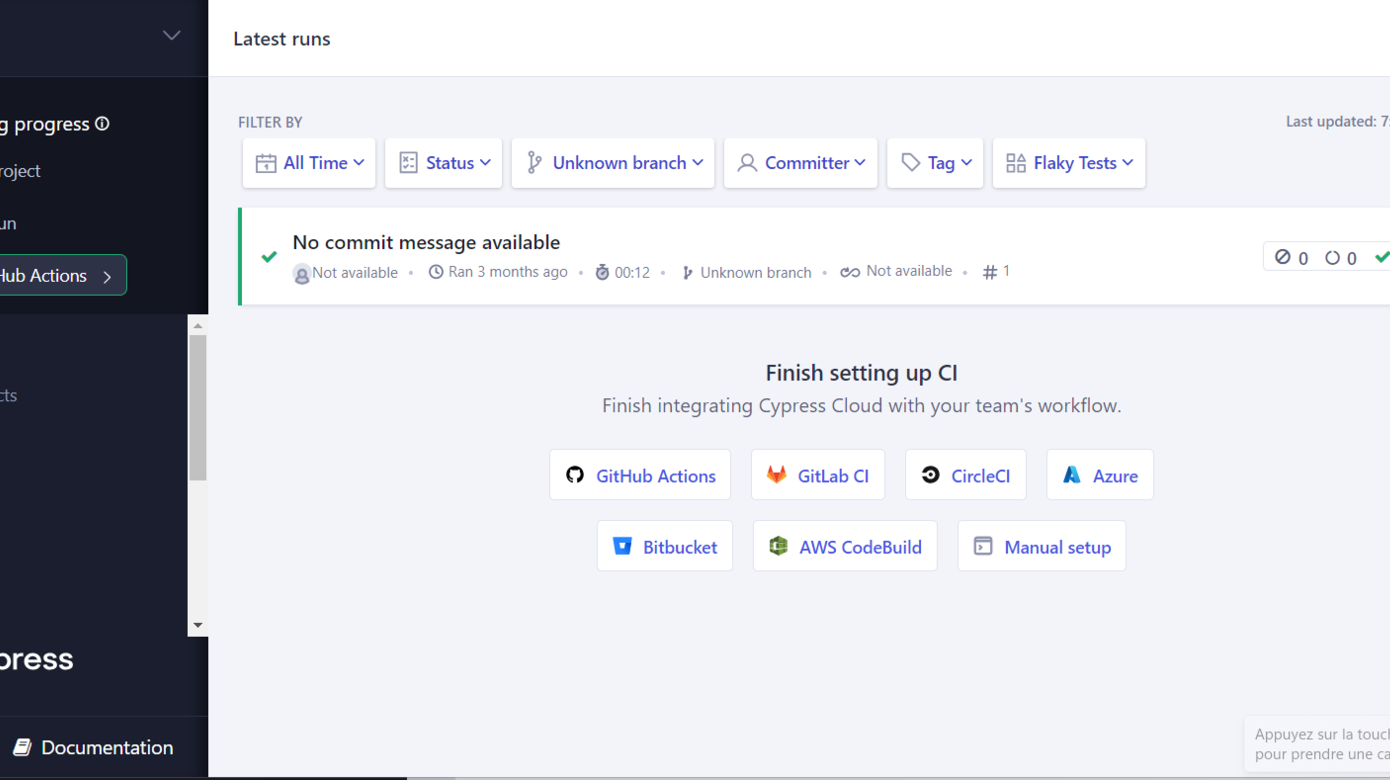 Latest runs
g progress
roject
un
Hub Actions
cts
press
Documentation
FILTER BY
Last updated: 7
All Time
Status
Unknown branch
Committer
Tag
Flaky Tests
No commit message available
Not available • Ran 3 months ago • 00:12 • Unknown branch • Not available • # 1
0 0
Finish setting up CI
Finish integrating Cypress Cloud with your team's workflow.
GitHub Actions
GitLab CI
CircleCI
Azure
Bitbucket
AWS CodeBuild
Manual setup
Appuyez sur la touc
pour prendre une ca